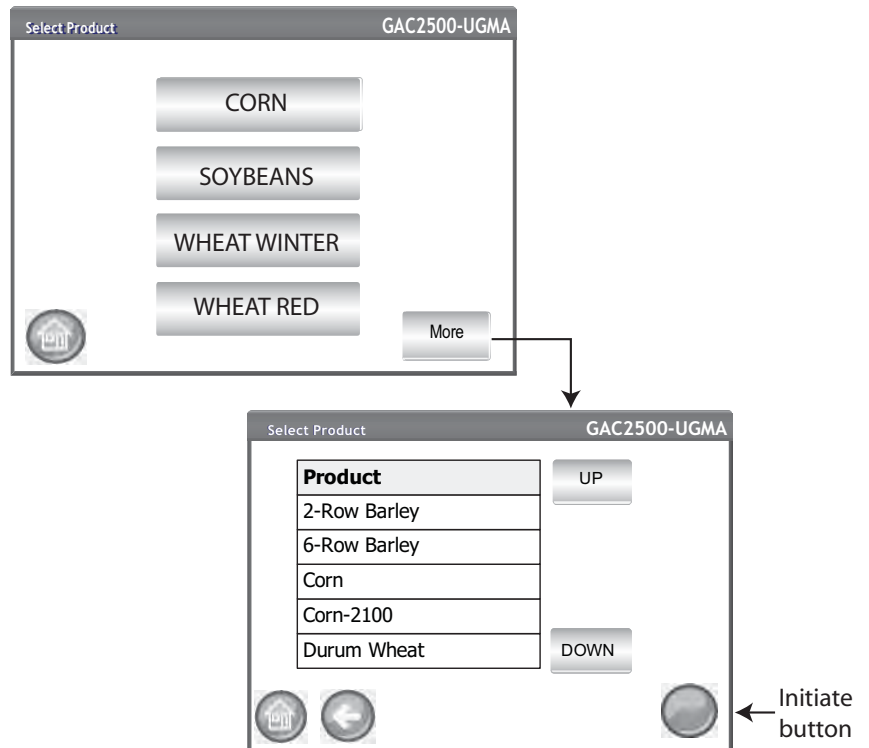 Select Product GAC2500-UGMA
CORN
SOYBEANS
WHEAT WINTER
WHEAT RED
More
Select Product GAC2500-UGMA
Product
2-Row Barley
6-Row Barley
Corn
Corn-2100
Durum Wheat
UP
DOWN
Initiate
button